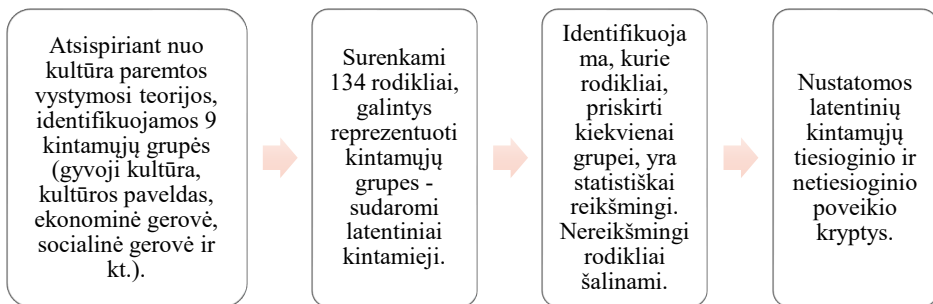 Atsispiriant nuo
kultūra paremtos
vystymosi teorijos,
identifikuojamos 9
kintamųjų grupės
(gyvoji kultūra,
kultūros paveldas,
ekonominė gerovė,
socialinė gerovė ir
kt.).
Surenkami
134 rodikliai,
galintys
reprezentuoti
kintamųjų
grupes -
sudaromi
latentiniai
kintamieji.
Identifikuoja
ma, kurie
rodikliai,
priskirti
kiekvienai
grupei, yra
statistiškai
reikšmingi.
Nereikšmingi
rodikliai
šalinami.
Nustatomos
latentinių
kintamųjų
tiesioginio ir
netiesioginio
poveikio
kryptys.